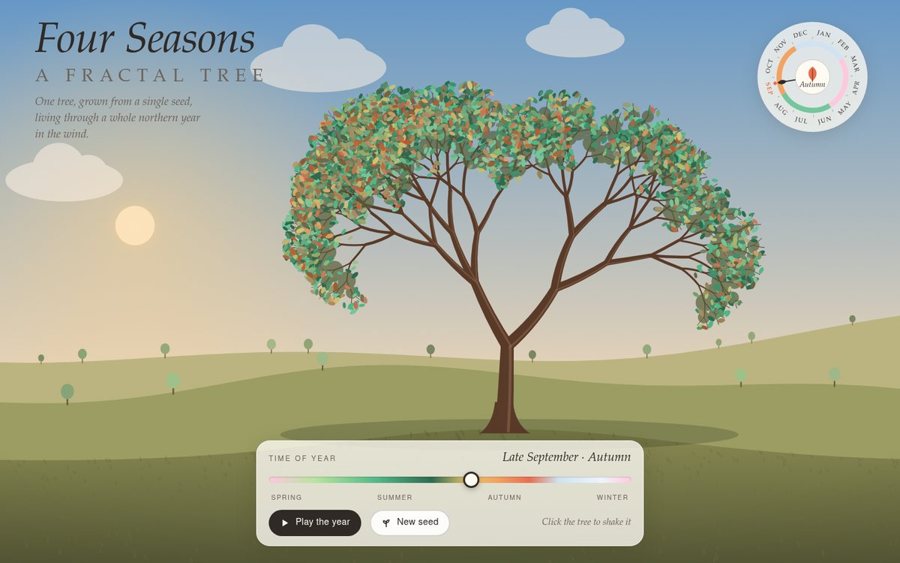 Four Seasons
A FRACTAL TREE
One tree, grown from a single seed,
living through a whole northern year
in the wind.
JAN
FEB
MAR
APR
MAY
JUN
JUL
AUG
SEP
OCT
NOV
DEC
Autumn
TIME OF YEAR
Late September · Autumn
SPRING
SUMMER
AUTUMN
WINTER
Play the year
New seed
Click the tree to shake it